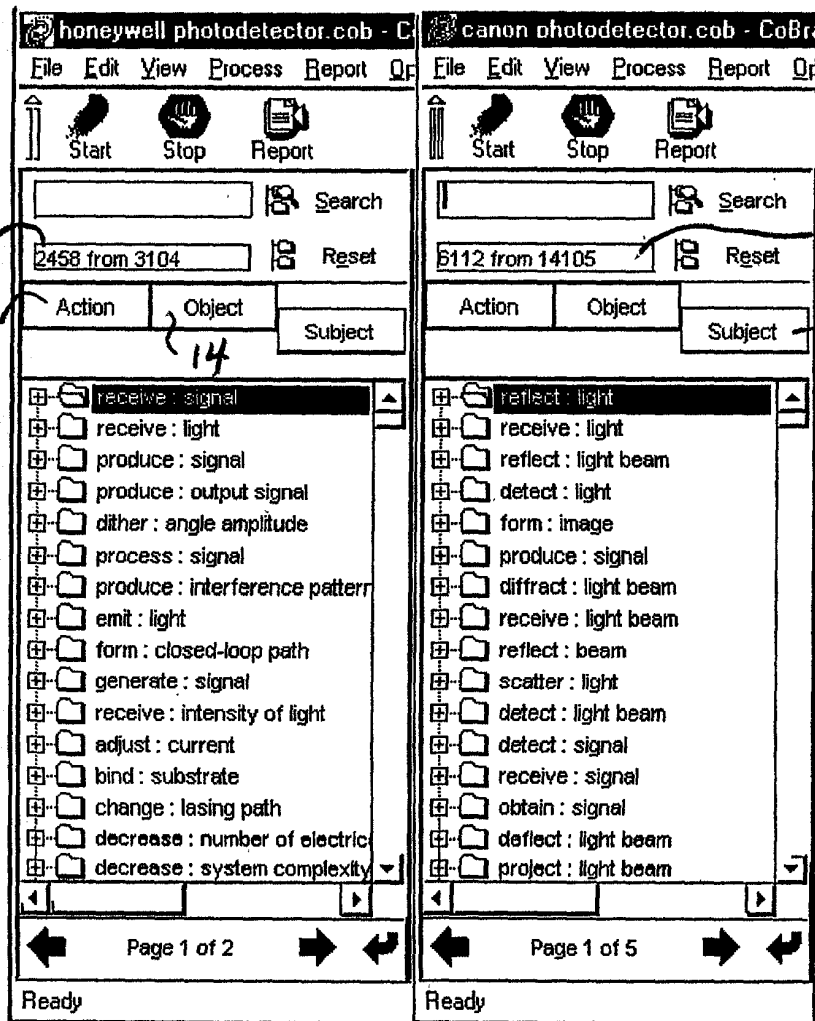 honeywell photodetector.cob - C
File Edit View Process Report Op
Start Stop Report
Search
2458 from 3104 Reset
Action Object Subject
14
receive : signal
receive : light
produce : signal
produce : output signal
dither : angle amplitude
process : signal
produce : interference pattern
emit : light
form : closed-loop path
generate : signal
receive : intensity of light
adjust : current
bind : substrate
change : lasing path
decrease : number of electric
decrease : system complexity
Page 1 of 2
Ready
canon photodetector.cob - CoBra
File Edit View Process Report Op
Start Stop Report
Search
6112 from 14105 Reset
Action Object Subject
reflect : light
receive : light
reflect : light beam
detect : light
form : image
produce : signal
diffract : light beam
receive : light beam
reflect : beam
scatter : light
detect : light beam
detect : signal
receive : signal
obtain : signal
deflect : light beam
project : light beam
Page 1 of 5
Ready